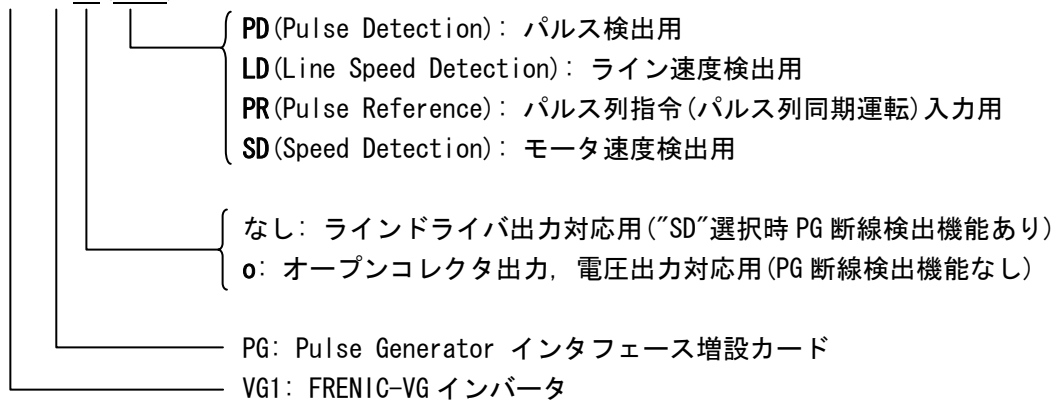 PD(Pulse Detection): パルス検出用
LD(Line Speed Detection): ライン速度検出用
PR(Pulse Reference): パルス列指令(パルス列同期運転)入力用
SD(Speed Detection): モータ速度検出用
なし: ラインドライバ出力対応用("SD"選択時 PG 断線検出機能あり)
o: オープンコレクタ出力, 電圧出力対応用(PG 断線検出機能なし)
PG: Pulse Generator インタフェース増設カード
VG1: FRENIC-VG インバータ